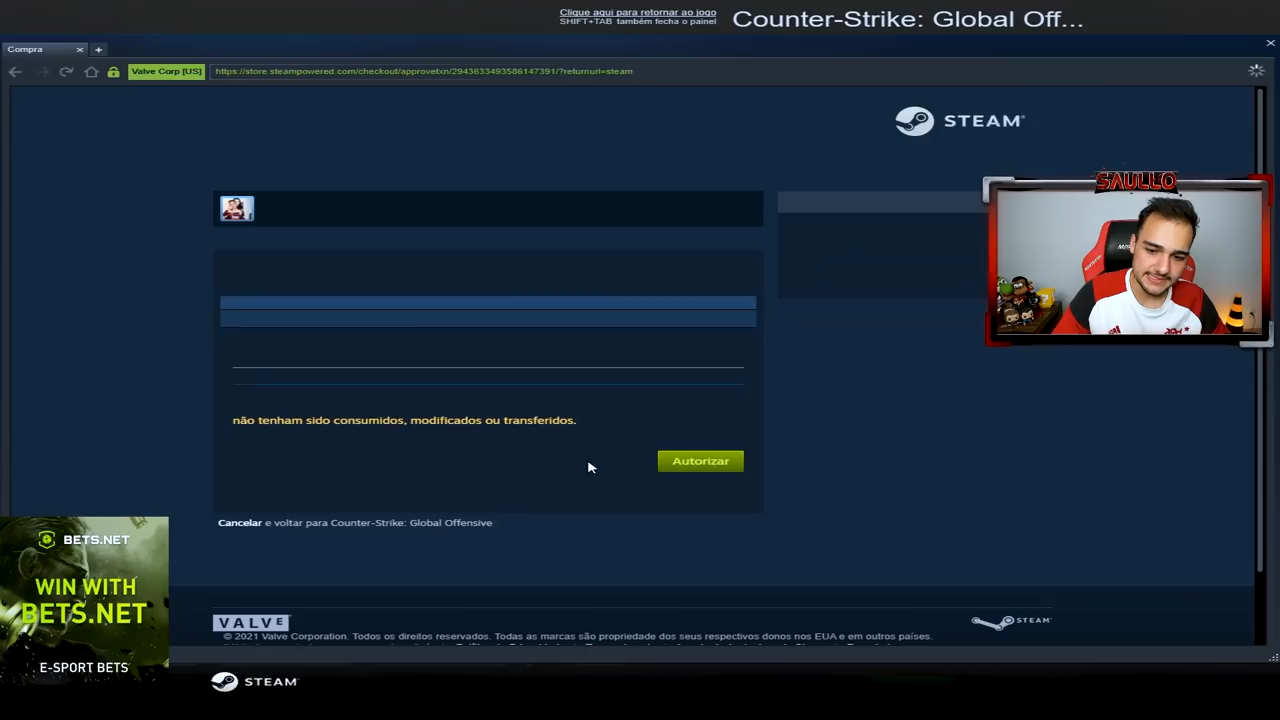 Clique aqui para retornar ao jogo
SHIFT+TAB também fecha o painel
Counter-Strike: Global Off...
Compra
Valve Corp [US]
https://store.steampowered.com/checkout/approvetxn/2943633493586147391/?returnurl=steam
STEAM
SAULLO
não tenham sido consumidos, modificados ou transferidos.
Autorizar
Cancelar e voltar para Counter-Strike: Global Offensive
BETS.NET
WIN WITH
BETS.NET
E-SPORT BETS
VALVE
STEAM
© 2021 Valve Corporation. Todos os direitos reservados. Todas as marcas são propriedade dos seus respectivos donos nos EUA e em outros países.
STEAM